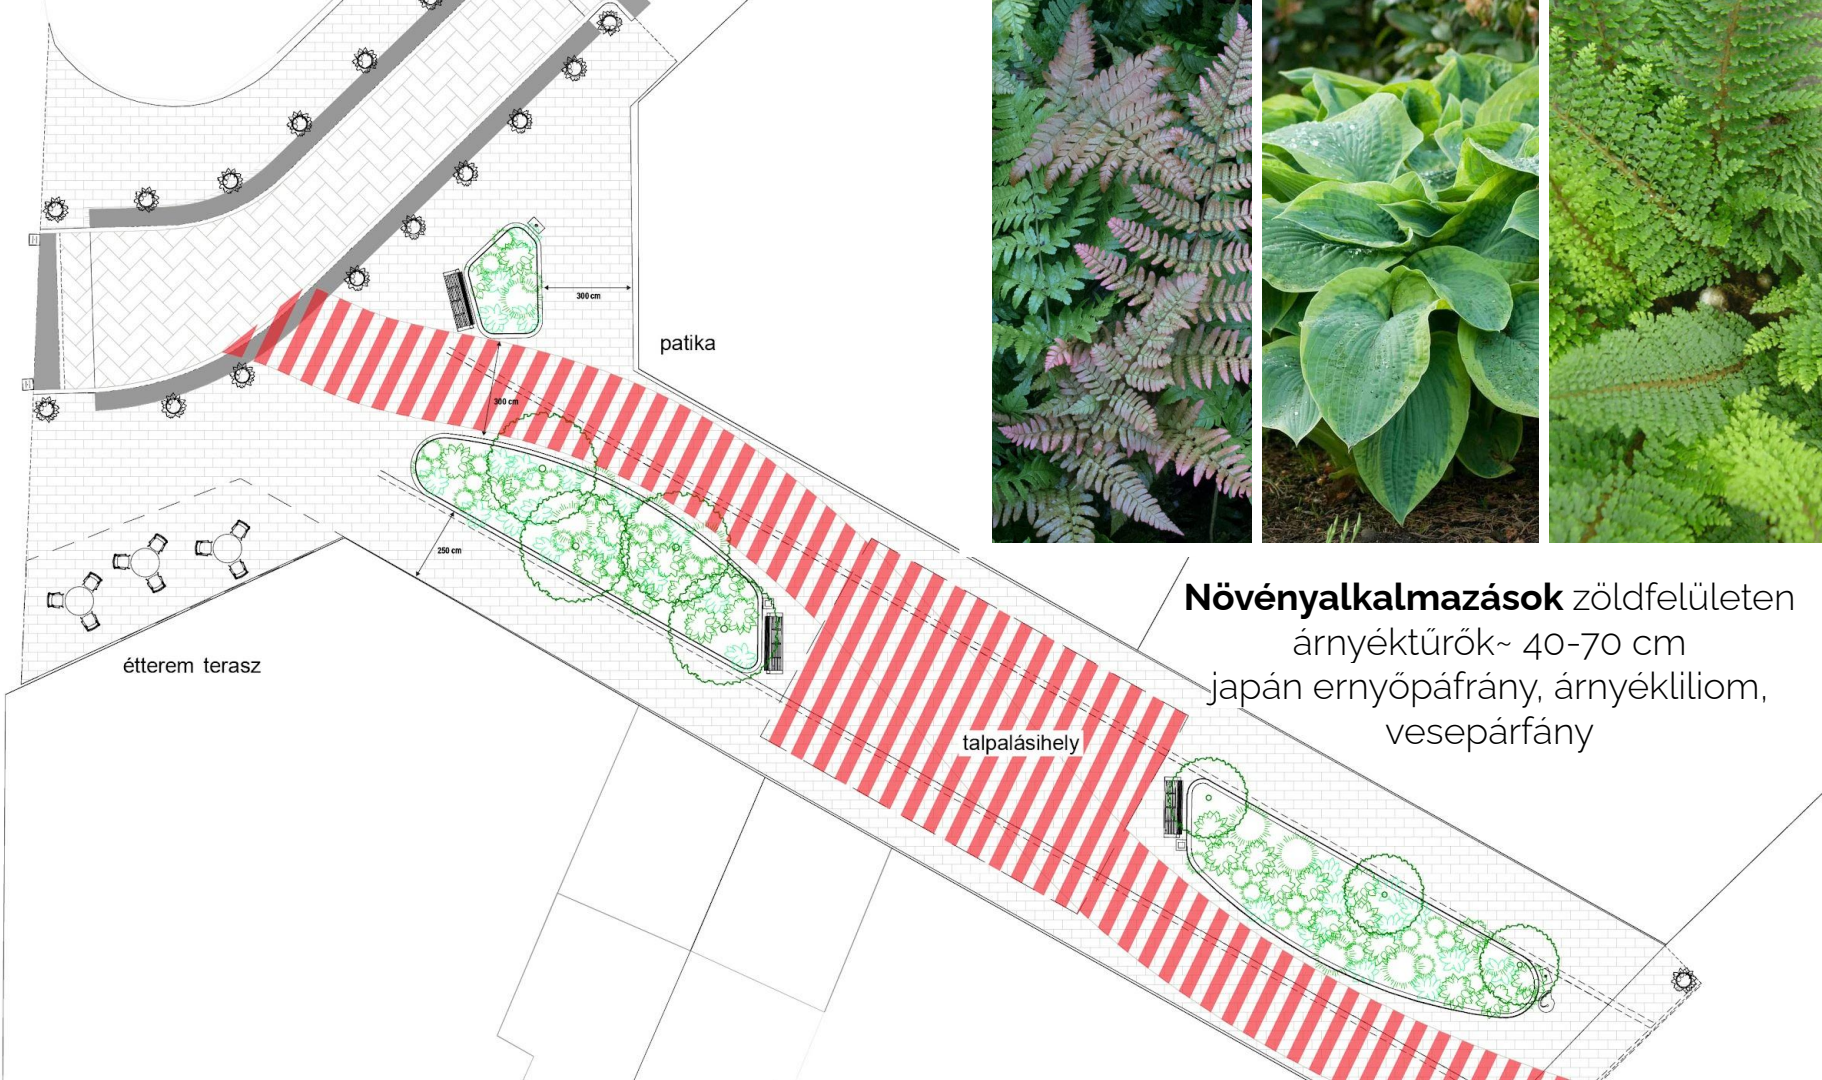 300 cm
patika
300 cm
250 cm
étterem terasz
talpalásihely
Növényalkalmazások zöldfelületen
árnyéktűrők~ 40-70 cm
japán ernyőpáfrány, árnyékliliom,
vesepárfány